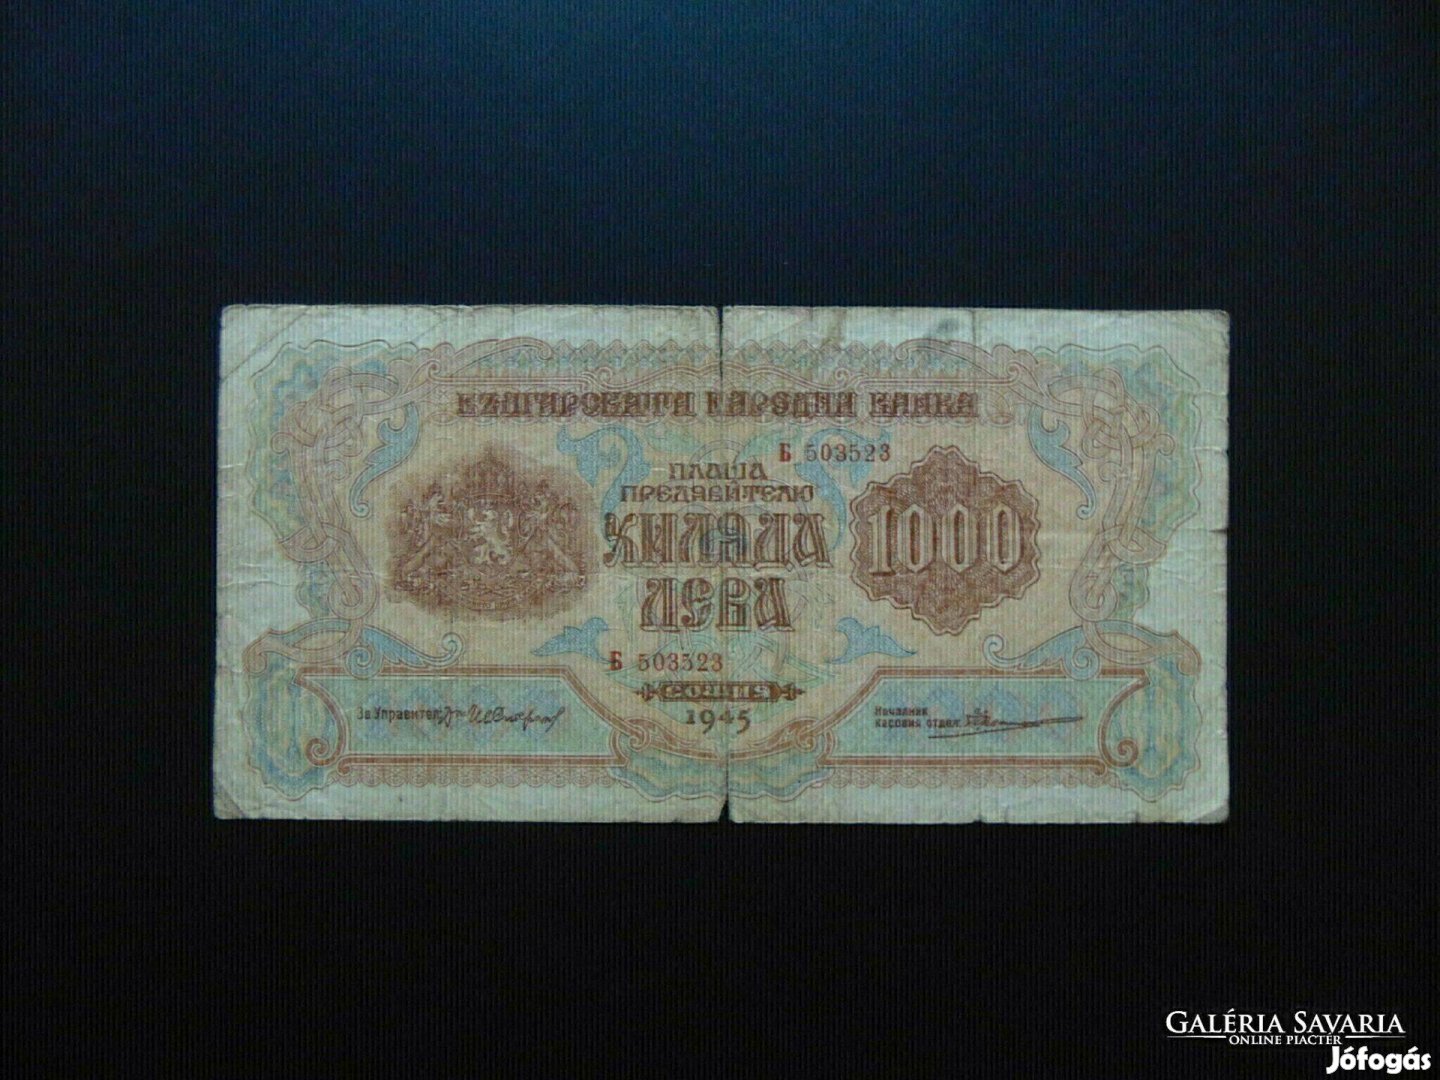 БЪЛГАРСКАТА НАРОДНА БАНКА
Б 503523
ПЛАЩА
ПРЕДЯВИТЕЛЮ
ХИЛЯДА
ЛЕВА
1000
Б 503523
СОФИЯ
1945
За Управител
Началник
касовия отдел
GALÉRIA SAVARIA
ONLINE PIACTÉR
Jófogás